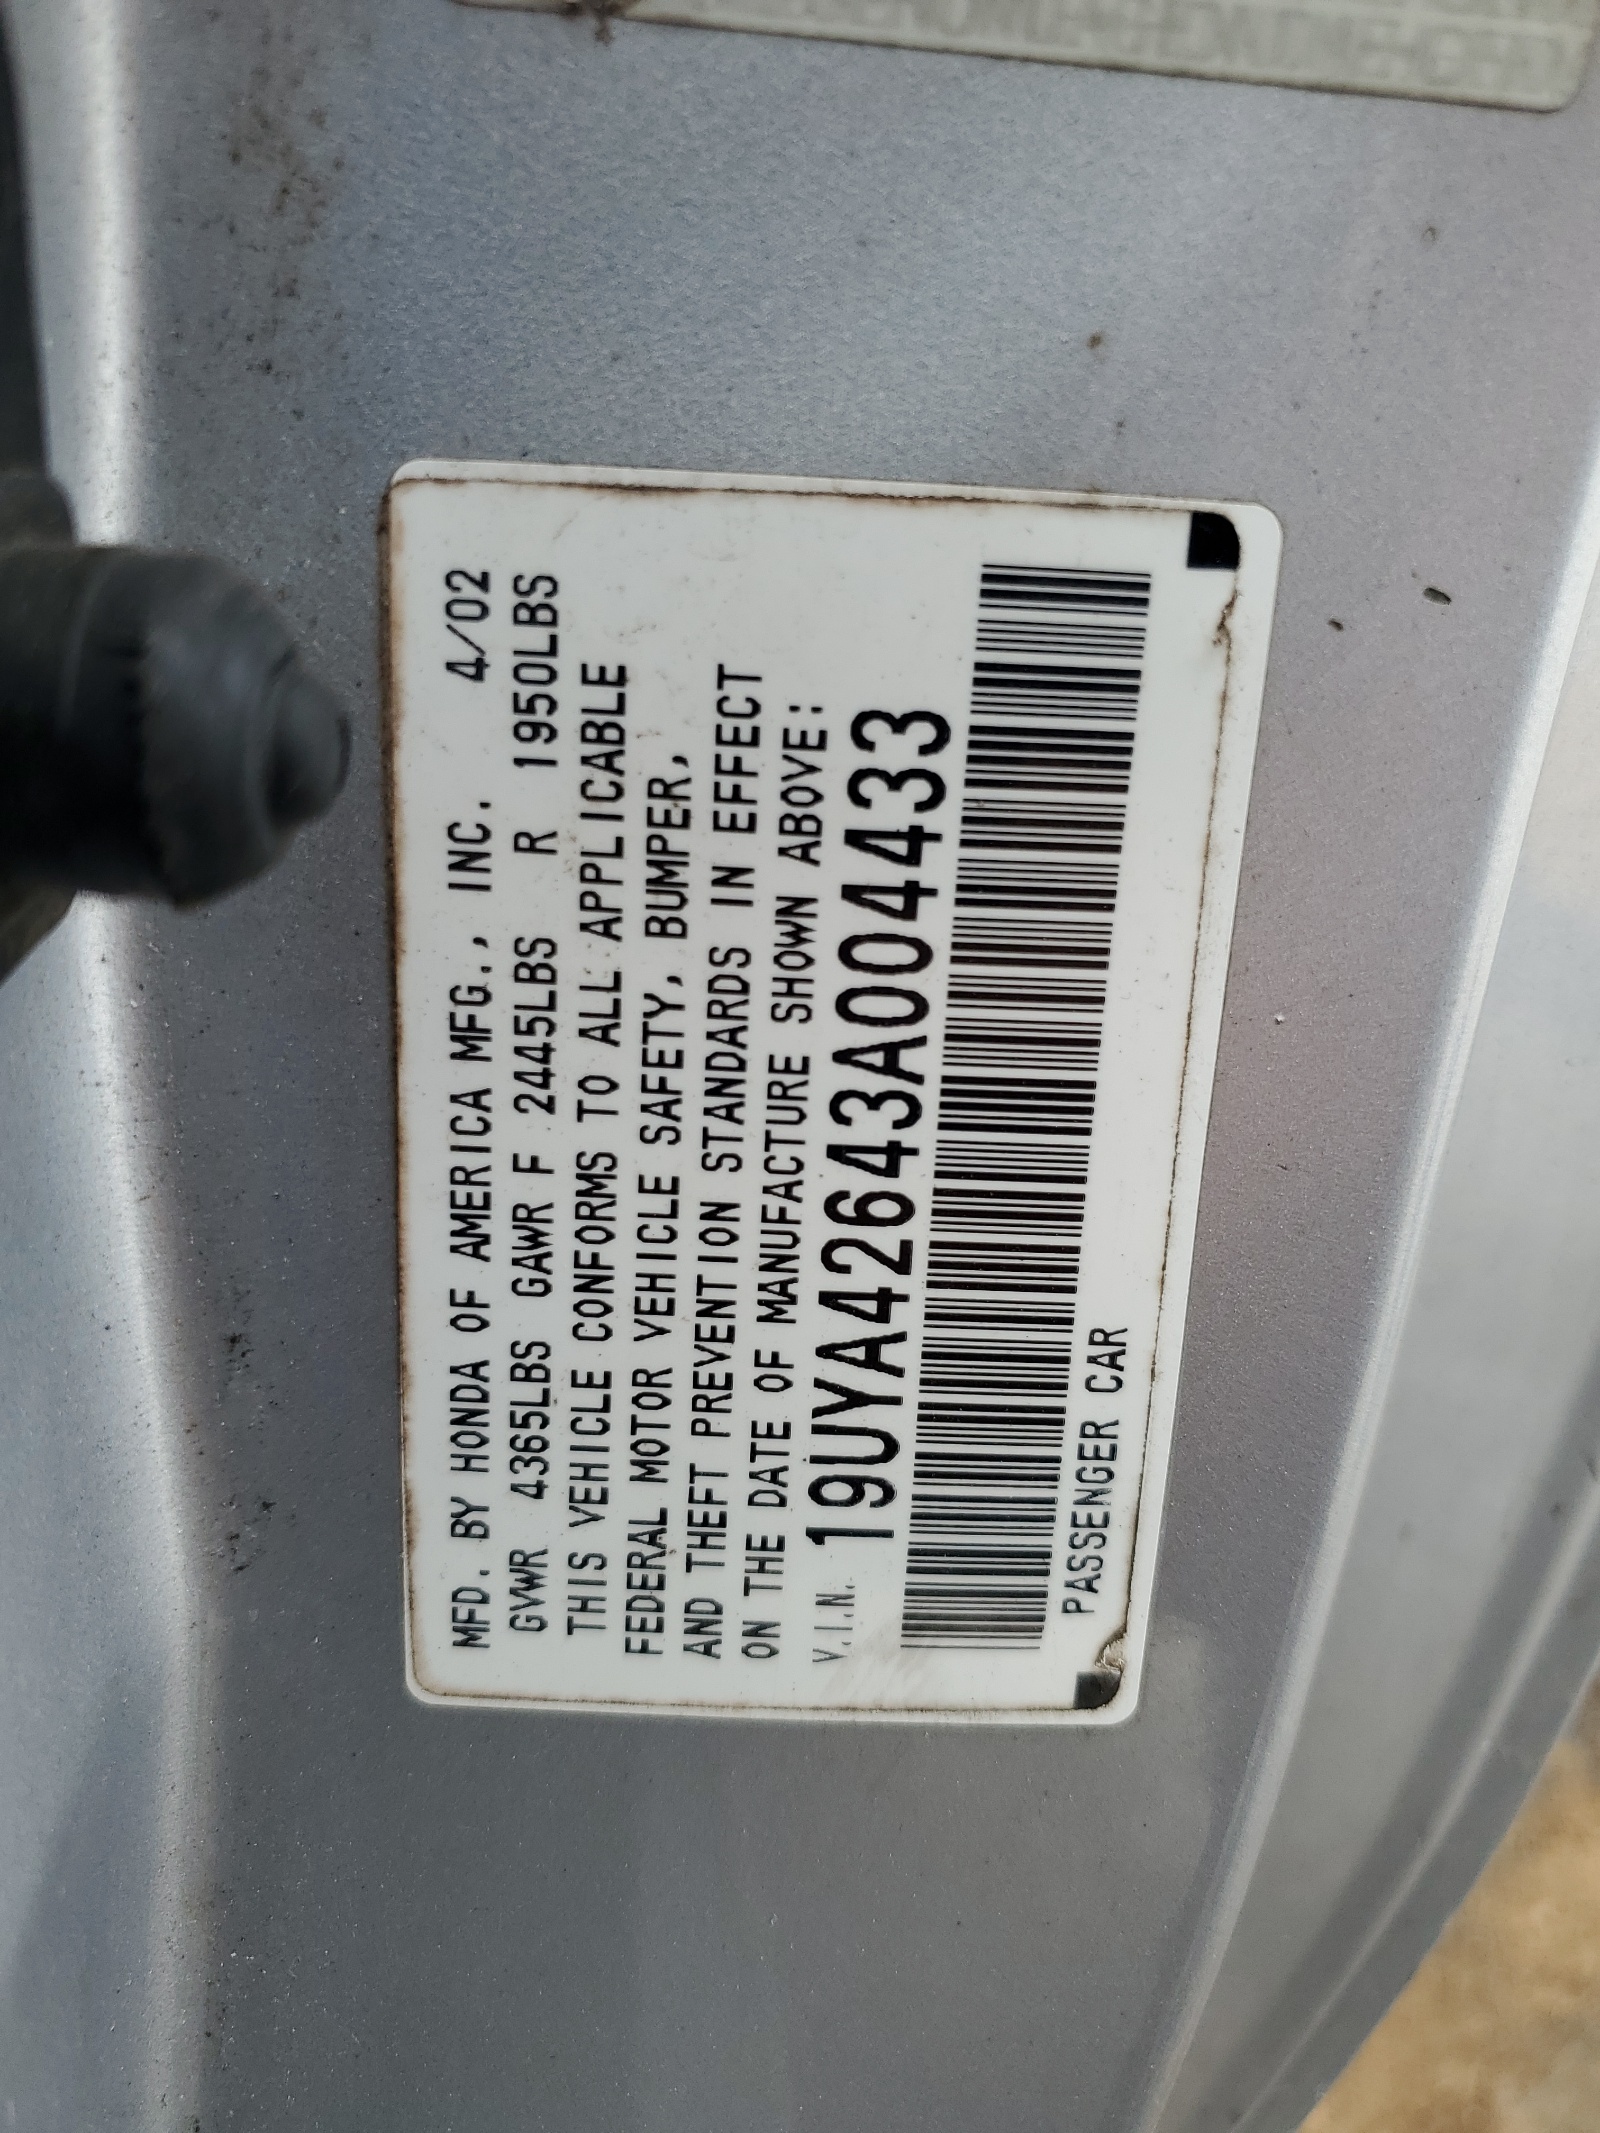 MFD. BY HONDA OF AMERICA MFG., INC. 4/02
GVWR 4365LBS GAWR F 2445LBS R 1950LBS
THIS VEHICLE CONFORMS TO ALL APPLICABLE
FEDERAL MOTOR VEHICLE SAFETY, BUMPER,
AND THEFT PREVENTION STANDARDS IN EFFECT
ON THE DATE OF MANUFACTURE SHOWN ABOVE:
V.I.N. 19UYA42643A004433
PASSENGER CAR